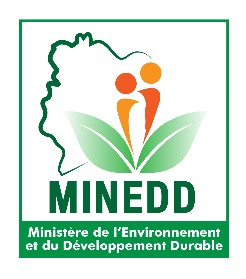 MINEDD
Ministère de l'Environnement
et du Développement Durable